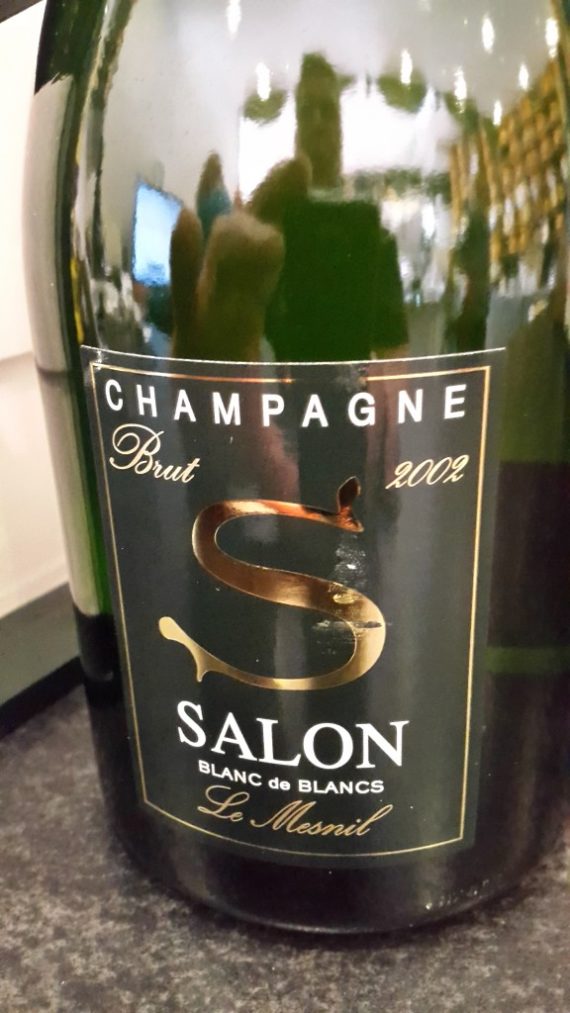 CHAMPAGNE
Brut 2002
S
SALON
BLANC de BLANCS
Le Mesnil